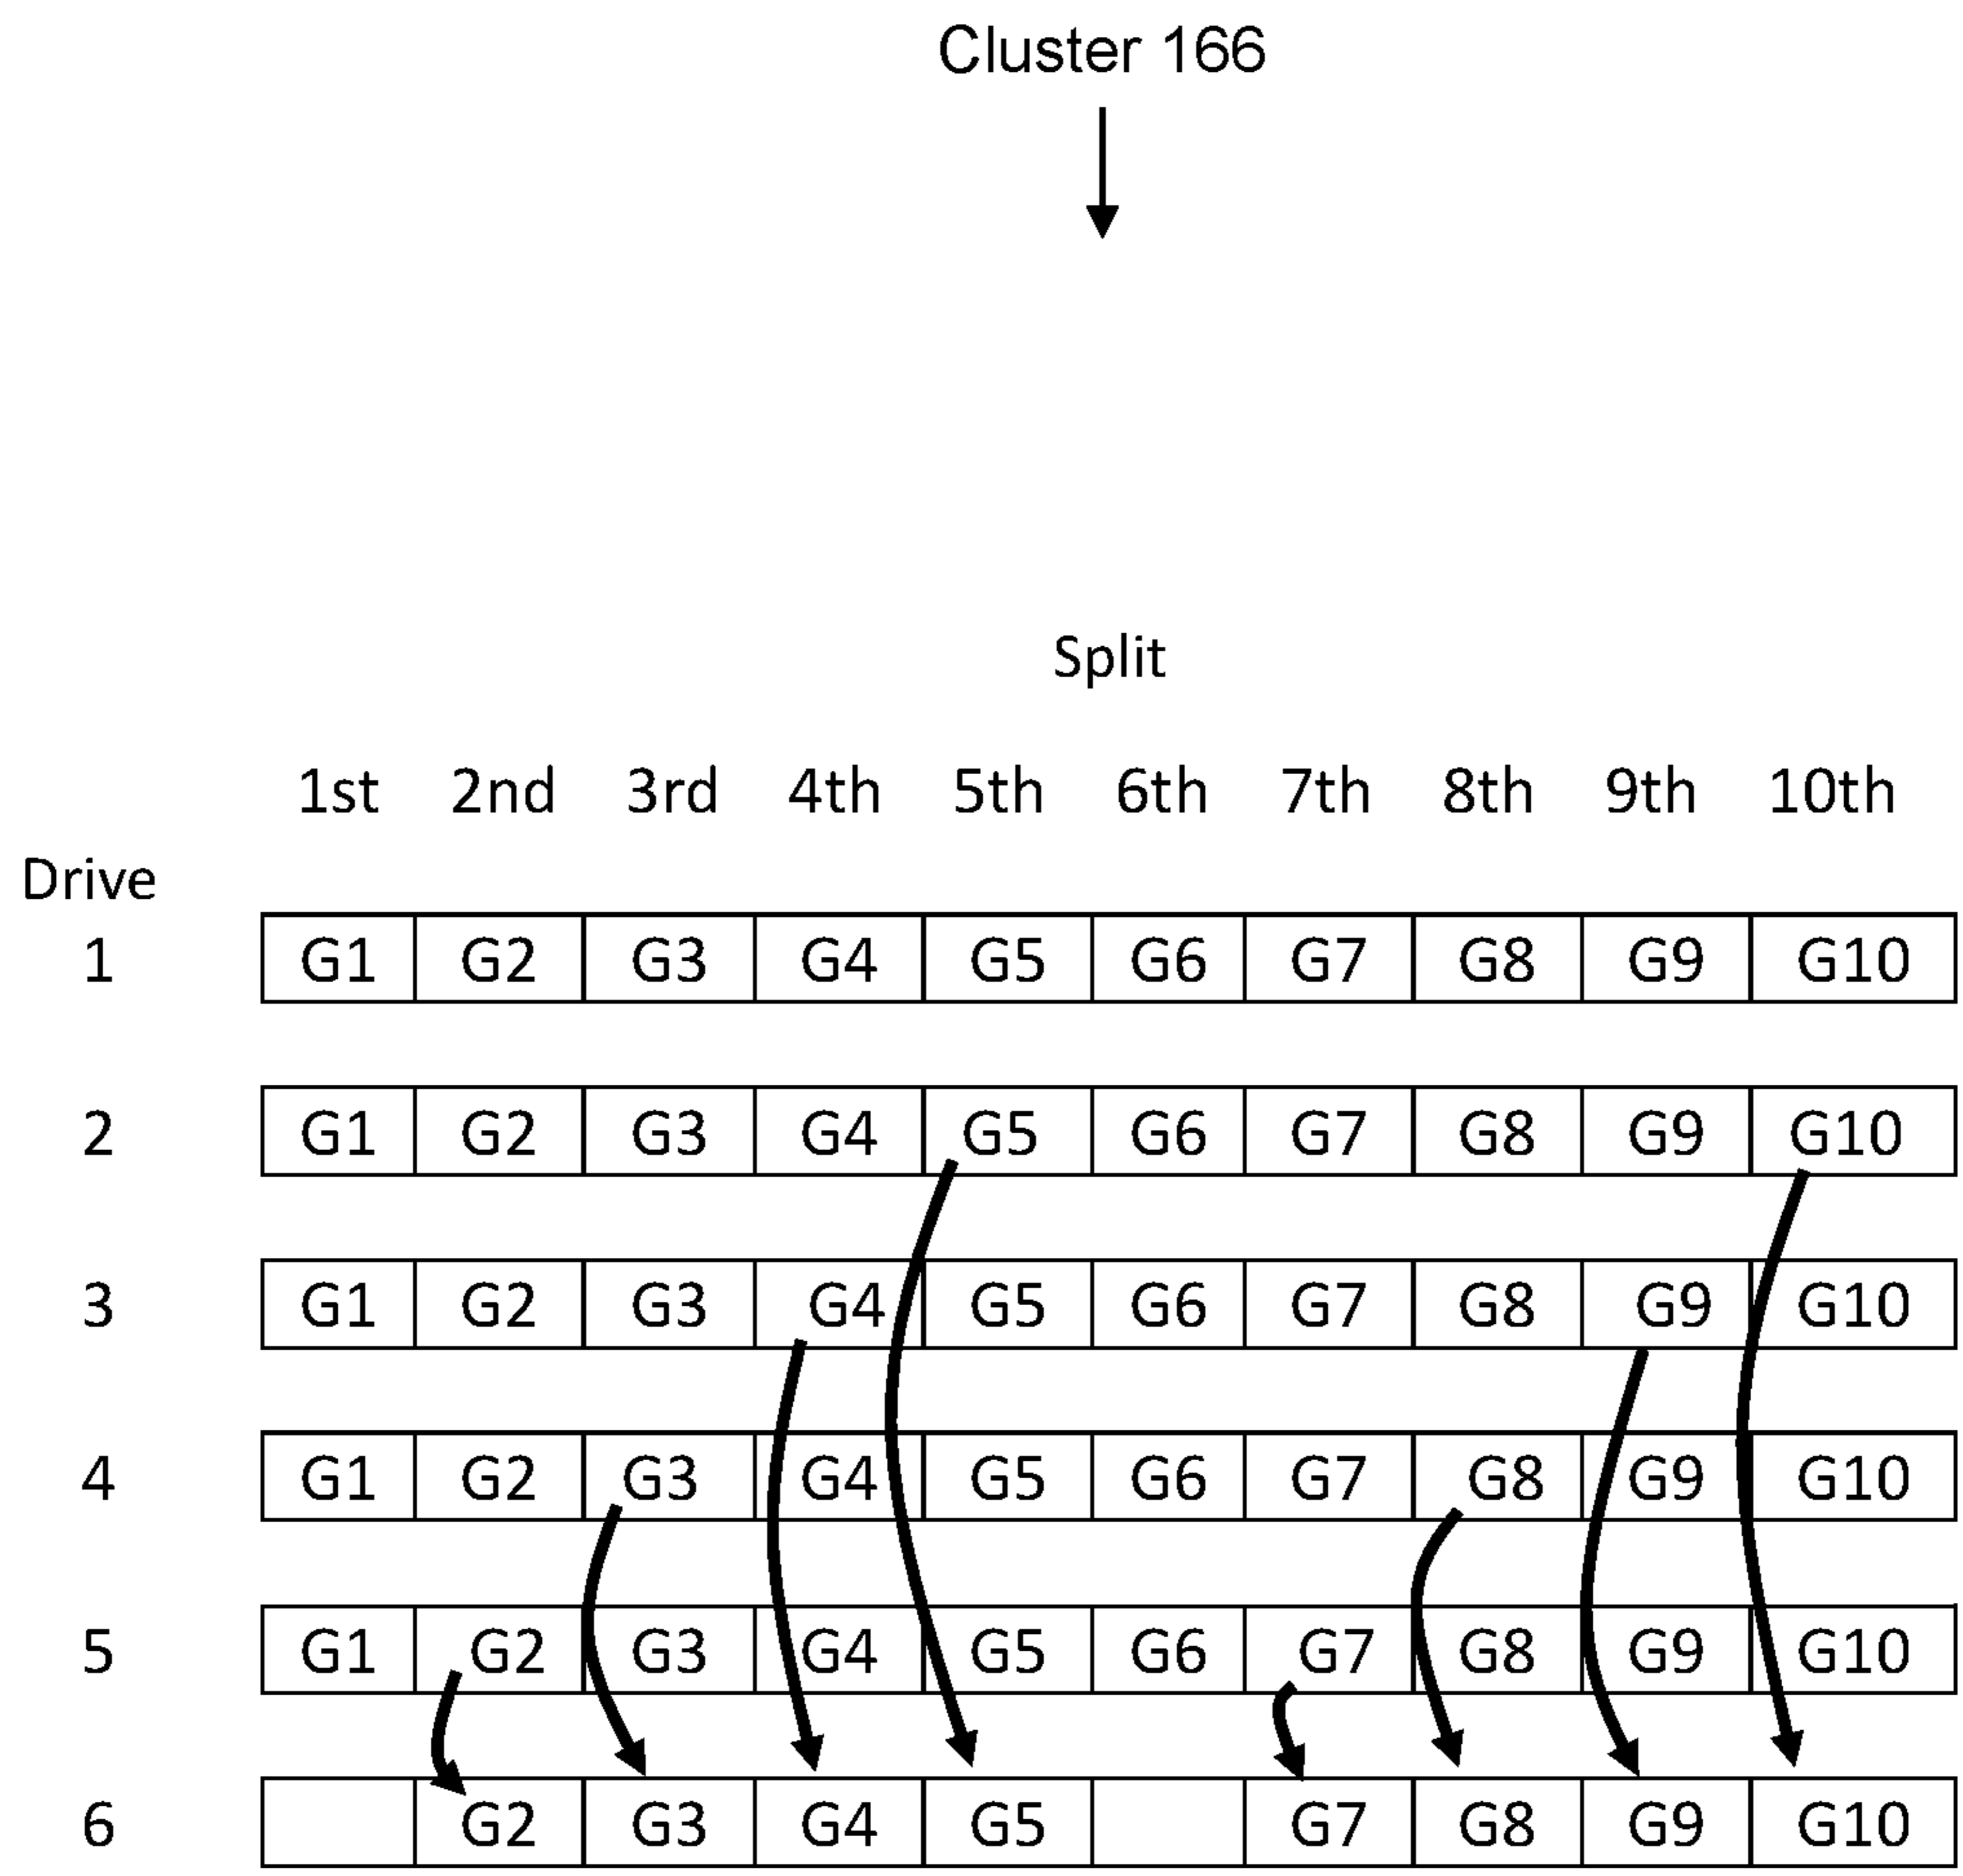 Cluster 166
Split
1st 2nd 3rd 4th 5th 6th 7th 8th 9th 10th
Drive
1 G1 G2 G3 G4 G5 G6 G7 G8 G9 G10
2 G1 G2 G3 G4 G5 G6 G7 G8 G9 G10
3 G1 G2 G3 G4 G5 G6 G7 G8 G9 G10
4 G1 G2 G3 G4 G5 G6 G7 G8 G9 G10
5 G1 G2 G3 G4 G5 G6 G7 G8 G9 G10
6 G2 G3 G4 G5 G7 G8 G9 G10